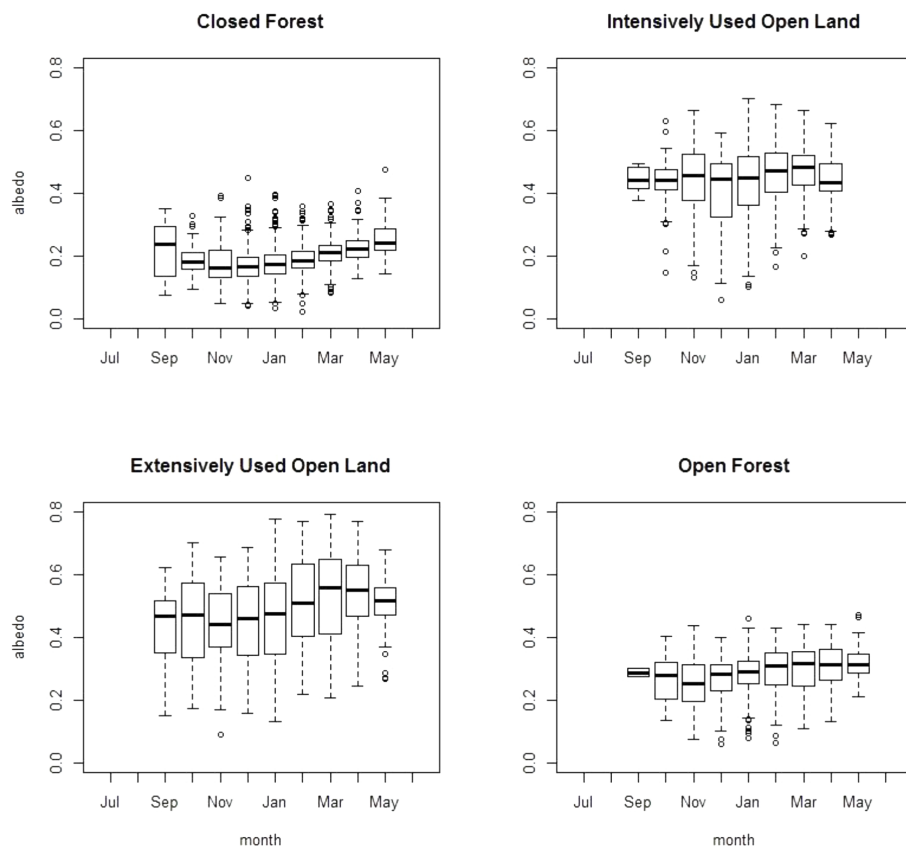 Closed Forest
albedo
0.0 0.2 0.4 0.6 0.8
Jul Sep Nov Jan Mar May
Intensively Used Open Land
0.0 0.2 0.4 0.6 0.8
Jul Sep Nov Jan Mar May
Extensively Used Open Land
albedo
0.0 0.2 0.4 0.6 0.8
Jul Sep Nov Jan Mar May
month
Open Forest
0.0 0.2 0.4 0.6 0.8
Jul Sep Nov Jan Mar May
month